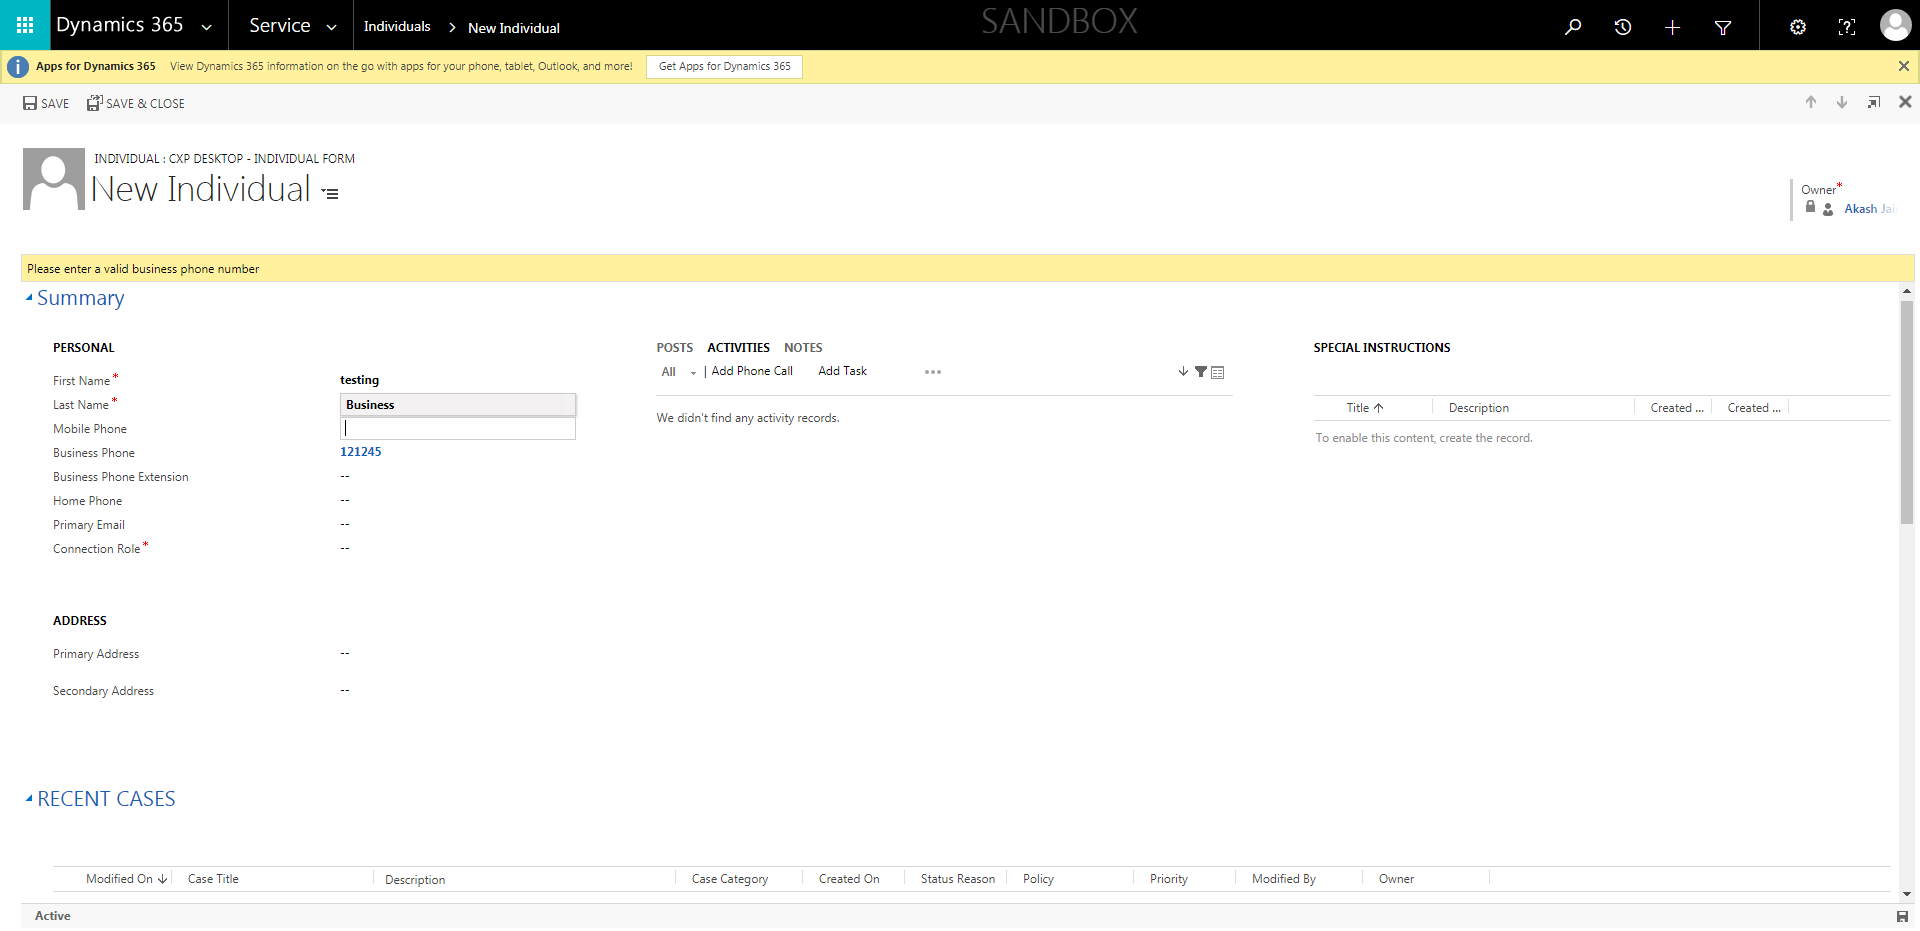 Dynamics 365 Service Individuals > New Individual SANDBOX
Apps for Dynamics 365 View Dynamics 365 information on the go with apps for your phone, tablet, Outlook, and more! Get Apps for Dynamics 365
SAVE SAVE & CLOSE
INDIVIDUAL : CXP DESKTOP - INDIVIDUAL FORM
New Individual
Owner*
Akash Jai
Please enter a valid business phone number
Summary
PERSONAL
First Name* testing
Last Name* Business
Mobile Phone
Business Phone 121245
Business Phone Extension --
Home Phone --
Primary Email --
Connection Role* --
ADDRESS
Primary Address --
Secondary Address --
POSTS ACTIVITIES NOTES
All | Add Phone Call Add Task
We didn't find any activity records.
SPECIAL INSTRUCTIONS
Title Description Created ... Created ...
To enable this content, create the record.
RECENT CASES
Modified On Case Title Description Case Category Created On Status Reason Policy Priority Modified By Owner
Active